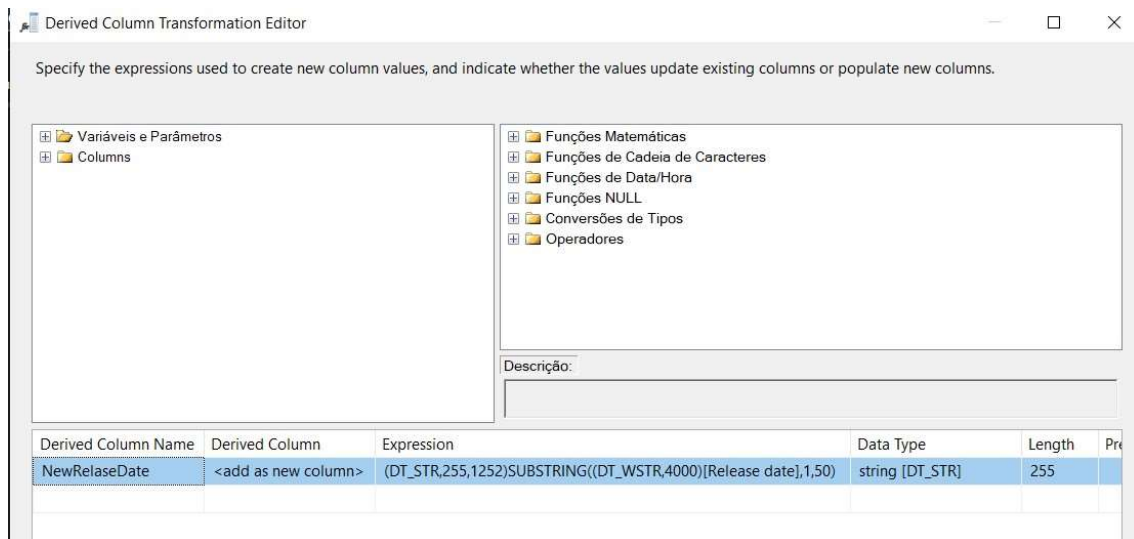 Derived Column Transformation Editor
Specify the expressions used to create new column values, and indicate whether the values update existing columns or populate new columns.
Variáveis e Parâmetros
Columns
Funções Matemáticas
Funções de Cadeia de Caracteres
Funções de Data/Hora
Funções NULL
Conversões de Tipos
Operadores
Descrição:
Derived Column Name Derived Column Expression Data Type Length
NewRelaseDate <add as new column> (DT_STR,255,1252)SUBSTRING((DT_WSTR,4000)[Release date],1,50) string [DT_STR] 255